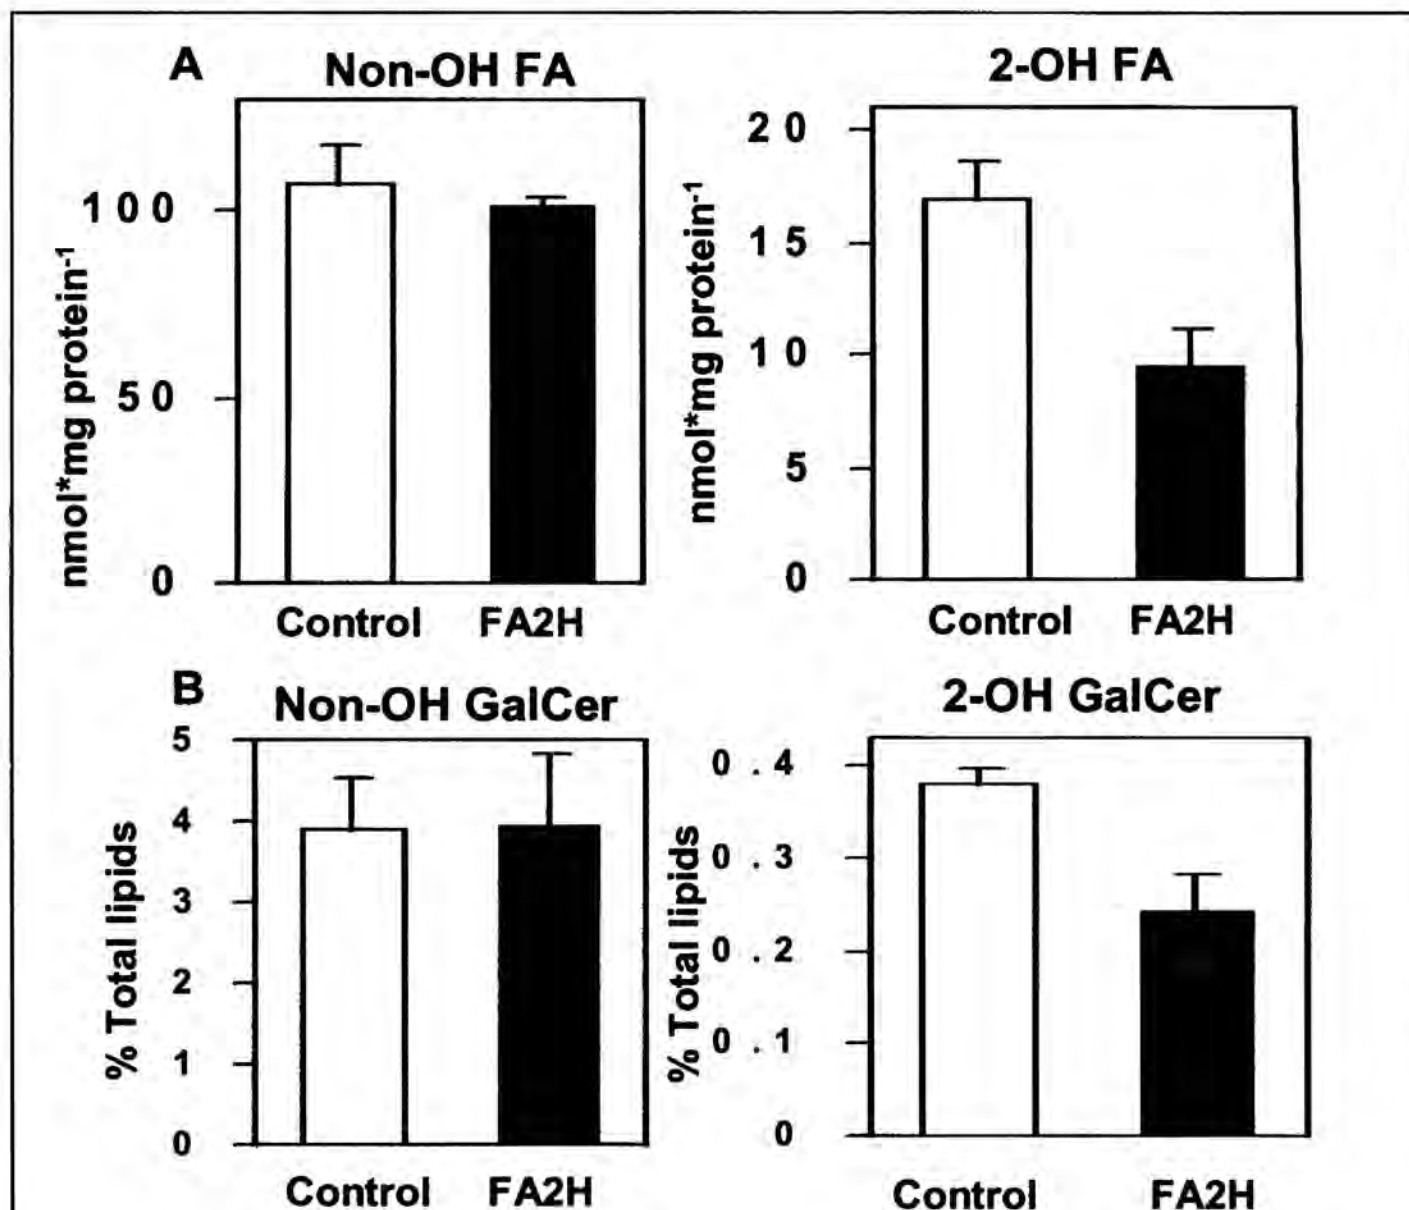 A
Non-OH FA
nmol*mg protein-1
100
50
0
Control FA2H
2-OH FA
nmol*mg protein-1
20
15
10
5
0
Control FA2H
B
Non-OH GalCer
% Total lipids
5
4
3
2
1
0
Control FA2H
2-OH GalCer
% Total lipids
0.4
0.3
0.2
0.1
0
Control FA2H